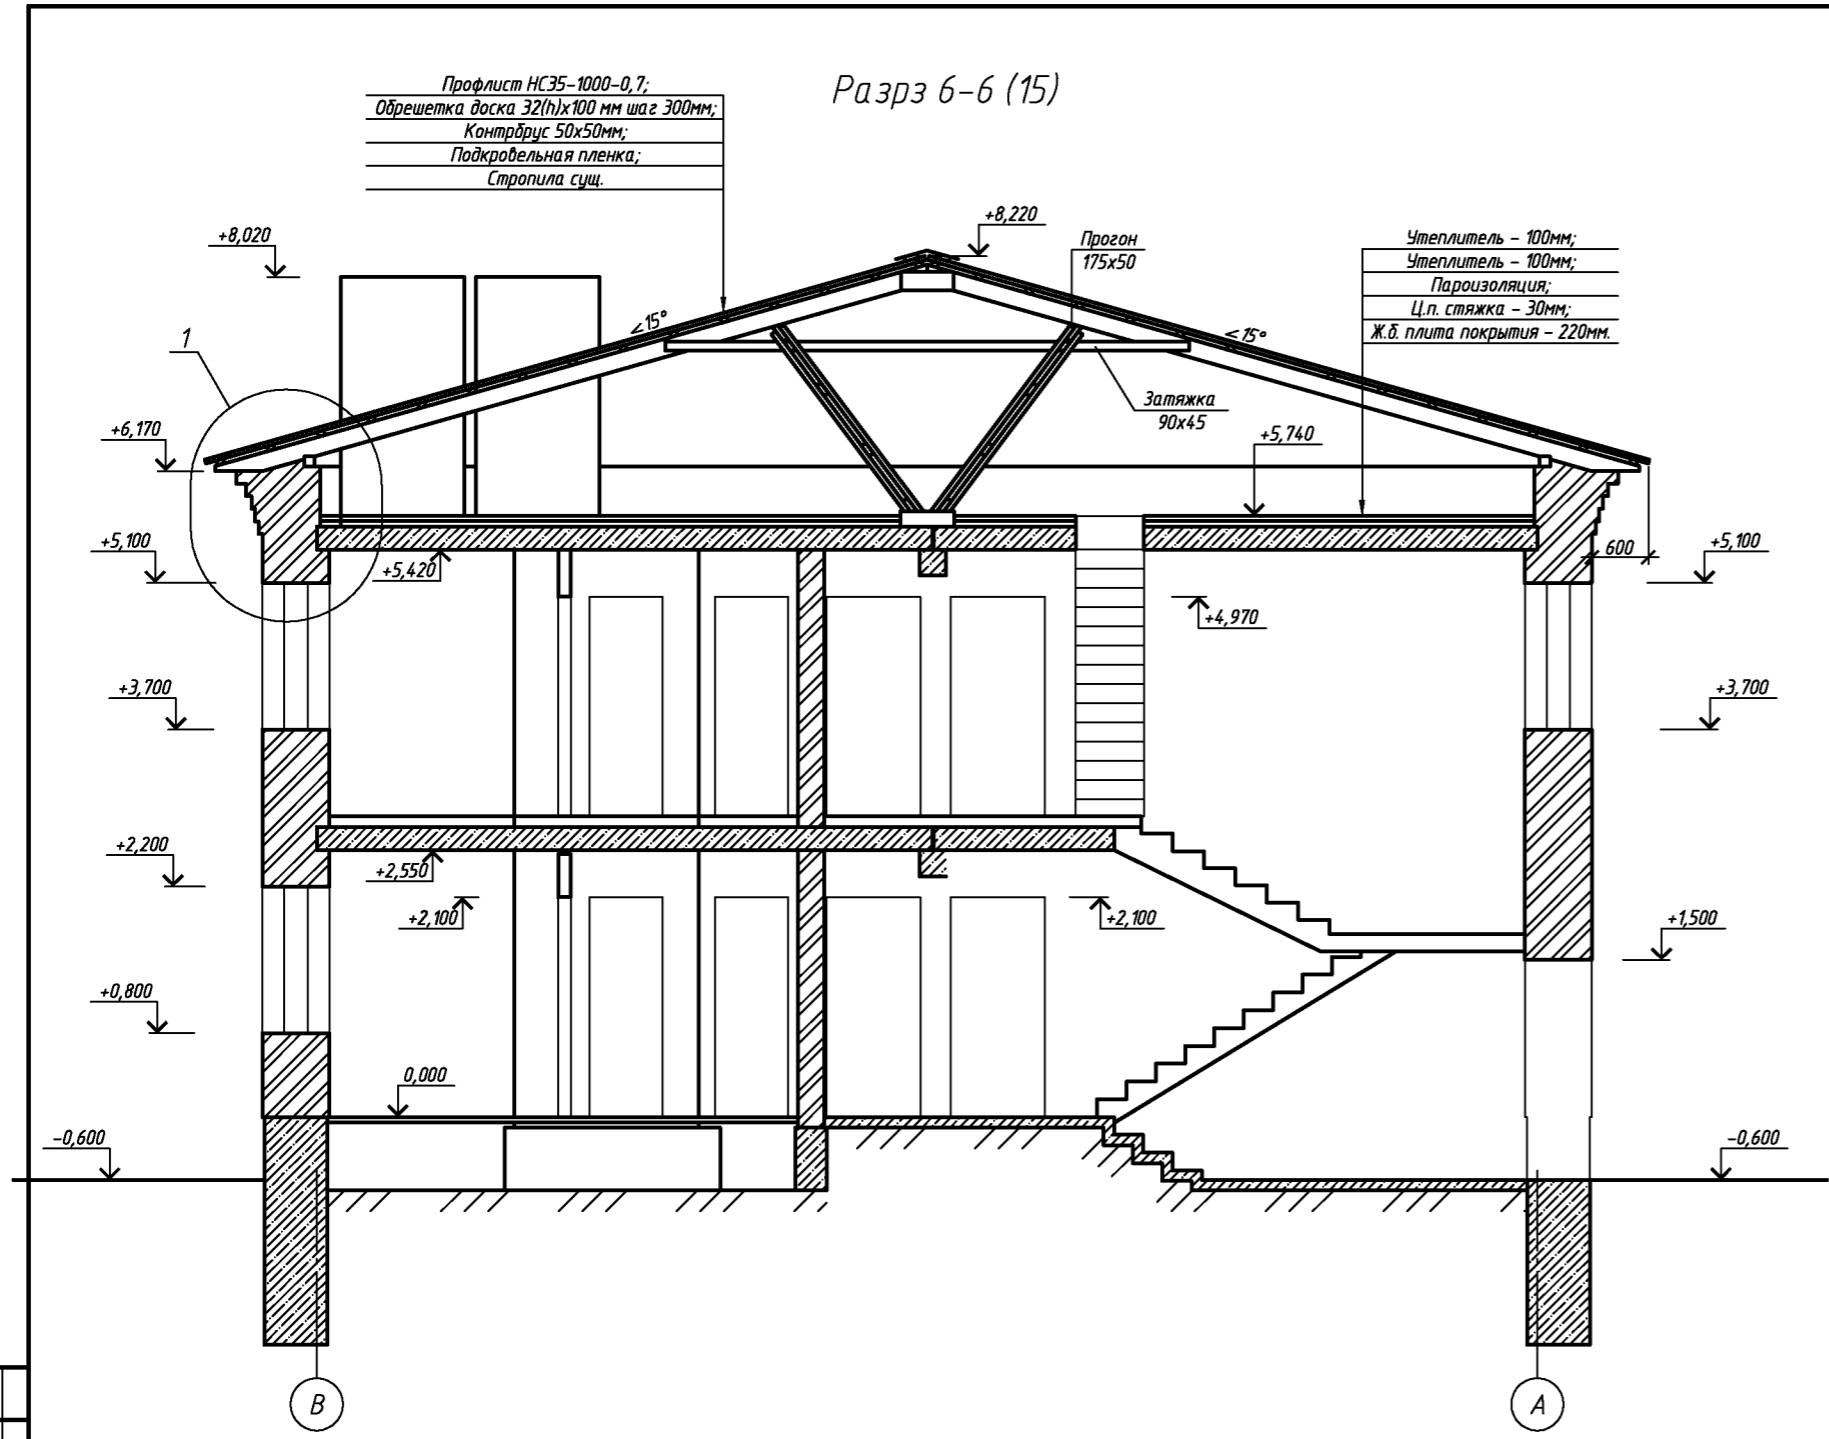 Разрз 6-6 (15)
Профлист НС35-1000-0,7;
Обрешетка доска 32(h)х100 мм шаг 300мм;
Контрбрус 50х50мм;
Подкровельная пленка;
Стропила сущ.
+8,220
+8,020
Прогон
175х50
Утеплитель - 100мм;
Утеплитель - 100мм;
Пароизоляция;
Ц.п. стяжка - 30мм;
Ж.б. плита покрытия - 220мм.
1
<15°
<15°
Затяжка
90х45
+6,170
+5,740
+5,100
+5,420
600
+5,100
+4,970
+3,700
+3,700
+2,200
+2,550
+2,100
+2,100
+1,500
+0,800
0,000
-0,600
-0,600
В
А